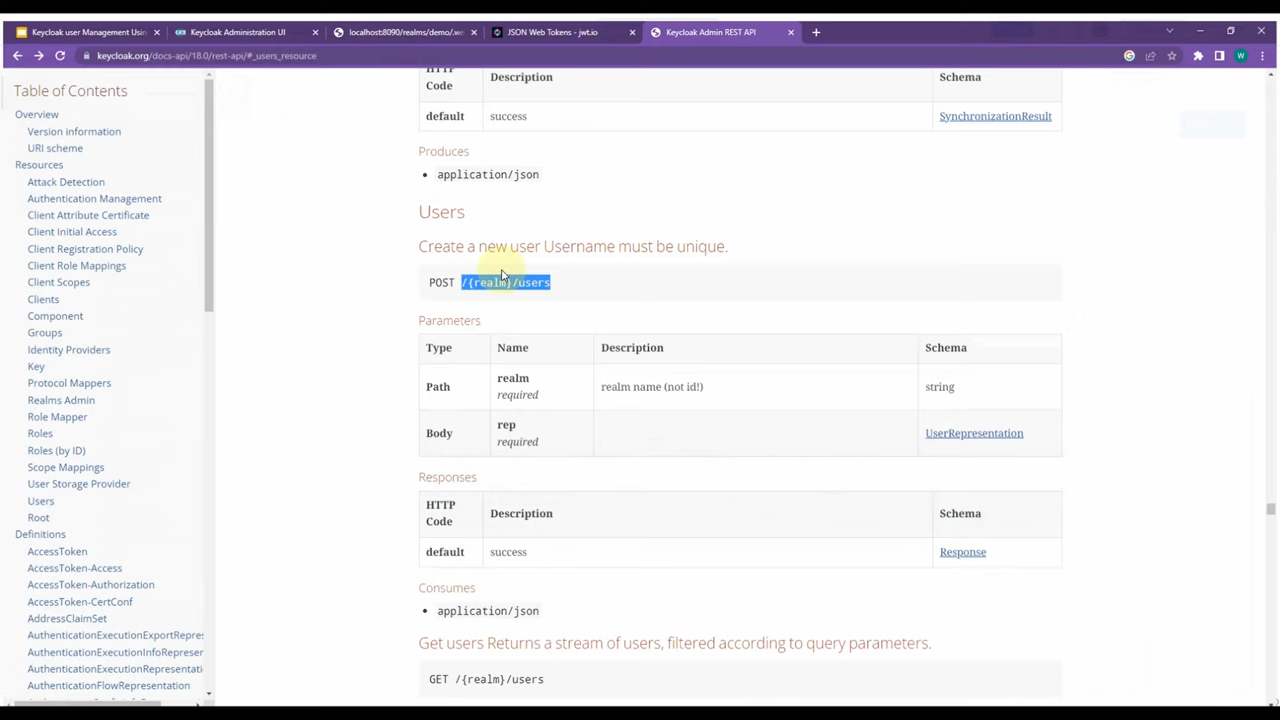 Keycloak user Management Usin
Keycloak Administration UI
localhost:8090/realms/demo/.we
JSON Web Tokens - jwt.io
Keycloak Admin REST API
keycloak.org/docs-api/18.0/rest-api/#_users_resource
Table of Contents
Overview
Version information
URI scheme
Resources
Attack Detection
Authentication Management
Client Attribute Certificate
Client Initial Access
Client Registration Policy
Client Role Mappings
Client Scopes
Clients
Component
Groups
Identity Providers
Key
Protocol Mappers
Realms Admin
Role Mapper
Roles
Roles (by ID)
Scope Mappings
User Storage Provider
Users
Root
Definitions
AccessToken
AccessToken-Access
AccessToken-Authorization
AccessToken-CertConf
AddressClaimSet
AuthenticationExecutionExportRepres
AuthenticationExecutionInfoRepreser
AuthenticationExecutionRepresentati
AuthenticationFlowRepresentation
HTTP
Code
Description
Schema
default
success
SynchronizationResult
Produces
• application/json
Users
Create a new user Username must be unique.
POST /{realm}/users
Parameters
Type
Name
Description
Schema
Path
realm
required
realm name (not id!)
string
Body
rep
required
UserRepresentation
Responses
HTTP
Code
Description
Schema
default
success
Response
Consumes
• application/json
Get users Returns a stream of users, filtered according to query parameters.
GET /{realm}/users